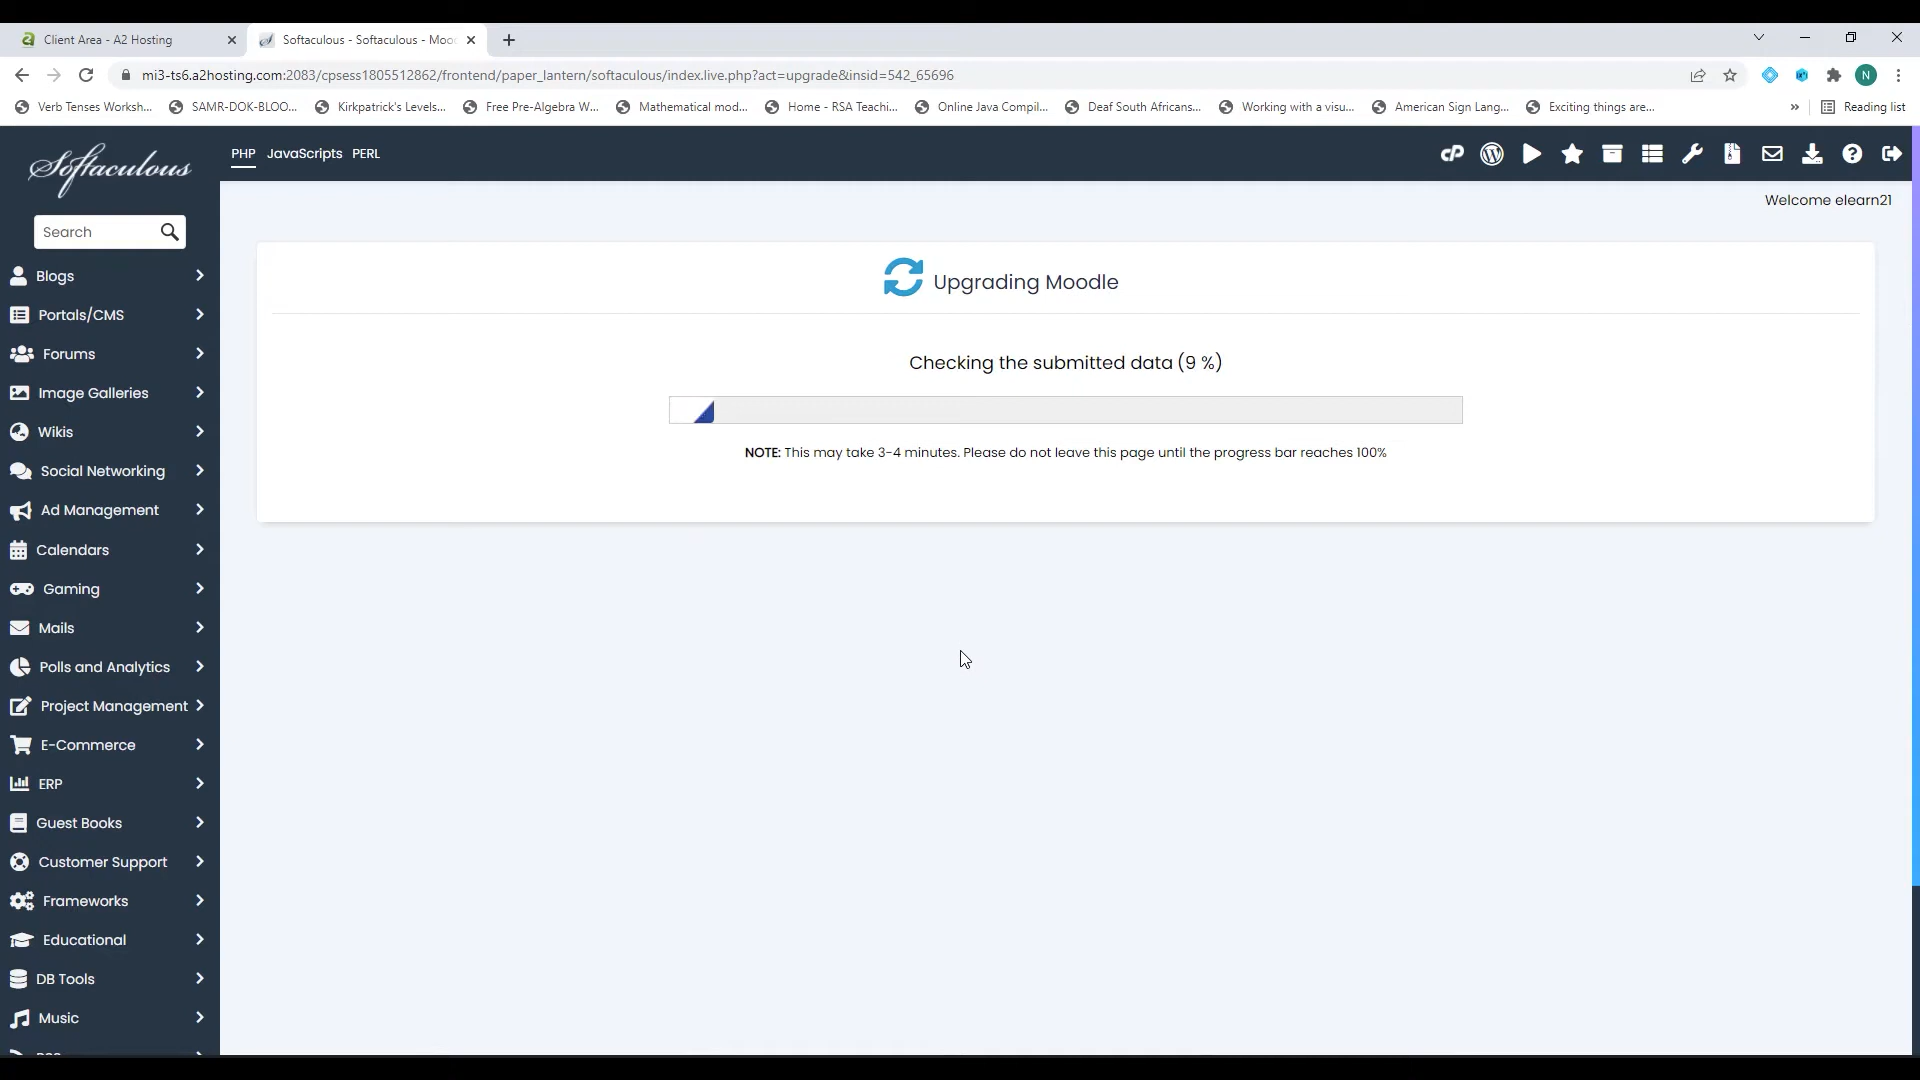 Client Area - A2 Hosting
Softaculous - Softaculous - Moo
mi3-ts6.a2hosting.com:2083/cpsess1805512862/frontend/paper_lantern/softaculous/index.live.php?act=upgrade&insid=542_65696
N
Verb Tenses Worksh... SAMR-DOK-BLOO... Kirkpatrick's Levels... Free Pre-Algebra W... Mathematical mod... Home - RSA Teachi... Online Java Compil... Deaf South Africans... Working with a visu... American Sign Lang... Exciting things are... » Reading list
Softaculous
PHP JavaScripts PERL
Welcome elearn21
Search
Upgrading Moodle
Checking the submitted data (9 %)
NOTE: This may take 3-4 minutes. Please do not leave this page until the progress bar reaches 100%
Blogs
Portals/CMS
Forums
Image Galleries
Wikis
Social Networking
Ad Management
Calendars
Gaming
Mails
Polls and Analytics
Project Management
E-Commerce
ERP
Guest Books
Customer Support
Frameworks
Educational
DB Tools
Music